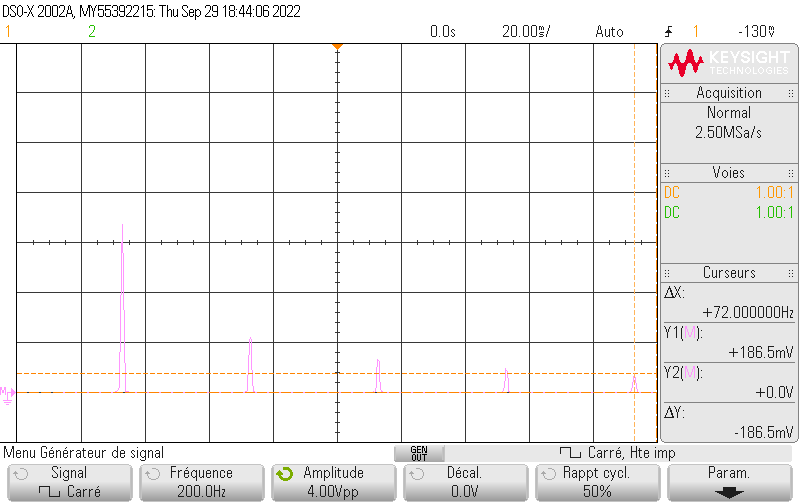 DSO-X 2002A, MY55392215: Thu Sep 29 18:44:06 2022
1 2 0.0s 20.00ms/ Auto 1 -130mV
KEYSIGHT
TECHNOLOGIES
Acquisition
Normal
2.50MSa/s
Voies
DC 1.00:1
DC 1.00:1
Curseurs
ΔX:
+72.000000Hz
Y1(M):
+186.5mV
Y2(M):
+0.0V
ΔY:
-186.5mV
M
Menu Générateur de signal
GEN
OUT
Carré, Hte imp
Signal
Carré
Fréquence
200.0Hz
Amplitude
4.00Vpp
Décal.
0.0V
Rappt cycl.
50%
Param.